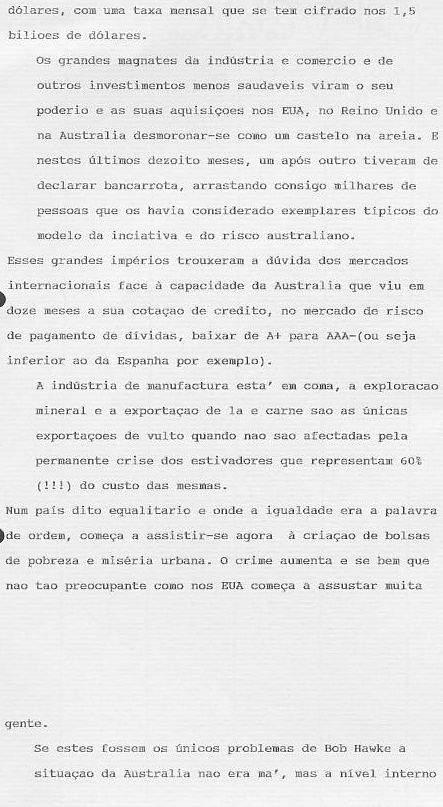 dólares, com uma taxa mensal que se tem cifrado nos 1,5
bilioes de dólares.
Os grandes magnates da indústria e comercio e de
outros investimentos menos saudaveis viram o seu
poderio e as suas aquisiçoes nos EUA, no Reino Unido e
na Australia desmoronar-se como um castelo na areia. E
nestes últimos dezoito meses, um após outro tiveram de
declarar bancarrota, arrastando consigo milhares de
pessoas que os havia considerado exemplares típicos do
modelo da inciativa e do risco australiano.
Esses grandes impérios trouxeram a dúvida dos mercados
internacionais face à capacidade da Australia que viu em
doze meses a sua cotaçao de credito, no mercado de risco
de pagamento de dívidas, baixar de A+ para AAA-(ou seja
inferior ao da Espanha por exemplo).
A indústria de manufactura esta' em coma, a exploracao
mineral e a exportaçao de la e carne sao as únicas
exportaçoes de vulto quando nao sao afectadas pela
permanente crise dos estivadores que representam 60%
(!!!) do custo das mesmas.
Num país dito equalitario e onde a igualdade era a palavra
de ordem, começa a assistir-se agora à criaçao de bolsas
de pobreza e miséria urbana. O crime aumenta e se bem que
nao tao preocupante como nos EUA começa a assustar muita
gente.
Se estes fossem os únicos problemas de Bob Hawke a
situaçao da Australia nao era ma', mas a nível interno